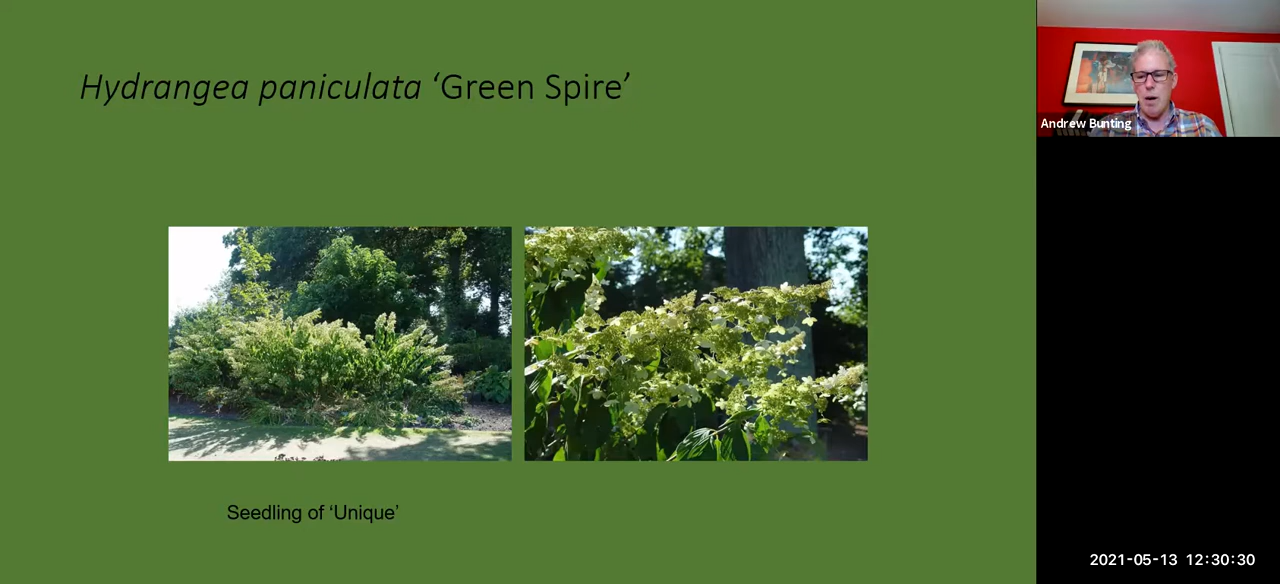 Hydrangea paniculata ‘Green Spire’
Andrew Bunting
Seedling of ‘Unique’
2021-05-13 12:30:30